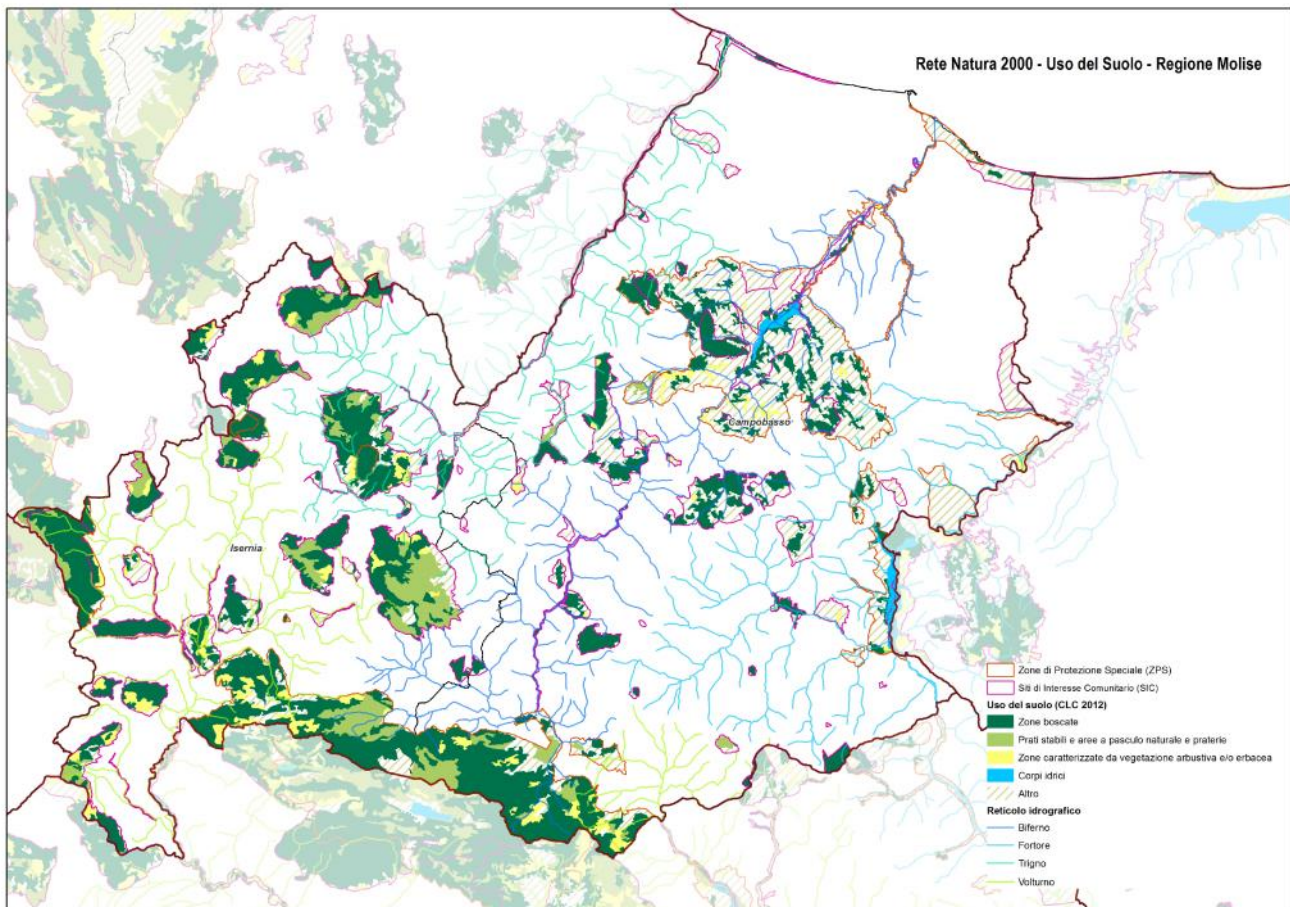 Rete Natura 2000 - Uso del Suolo - Regione Molise
Campobasso
Isernia
Zone di Protezione Speciale (ZPS)
Siti di Interesse Comunitario (SIC)
Uso del suolo (CLC 2012)
Zone boscate
Prati stabili e aree a pascolo naturale e praterie
Zone caratterizzate da vegetazione arbustiva e/o erbacea
Corpi idrici
Altro
Reticolo idrografico
Biferno
Fortore
Trigno
Volturno